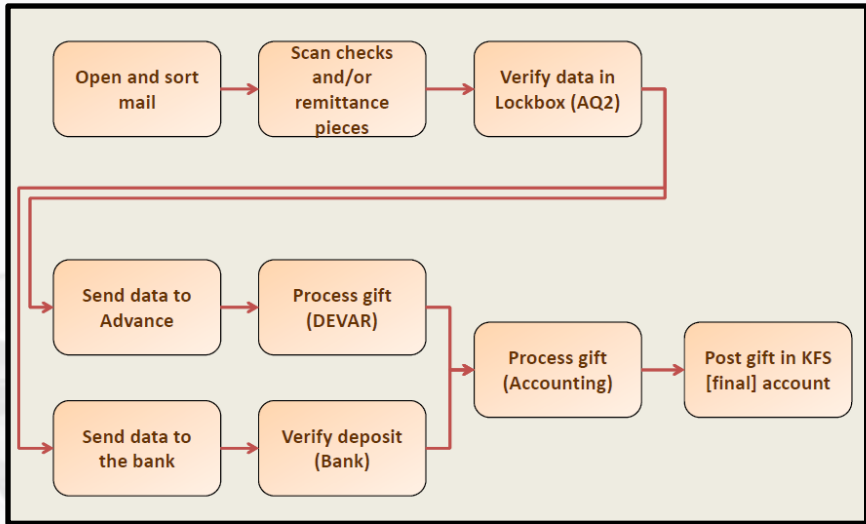 Open and sort
mail
Scan checks
and/or
remittance
pieces
Verify data in
Lockbox (AQ2)
Send data to
Advance
Process gift
(DEVAR)
Process gift
(Accounting)
Post gift in KFS
[final] account
Send data to
the bank
Verify deposit
(Bank)